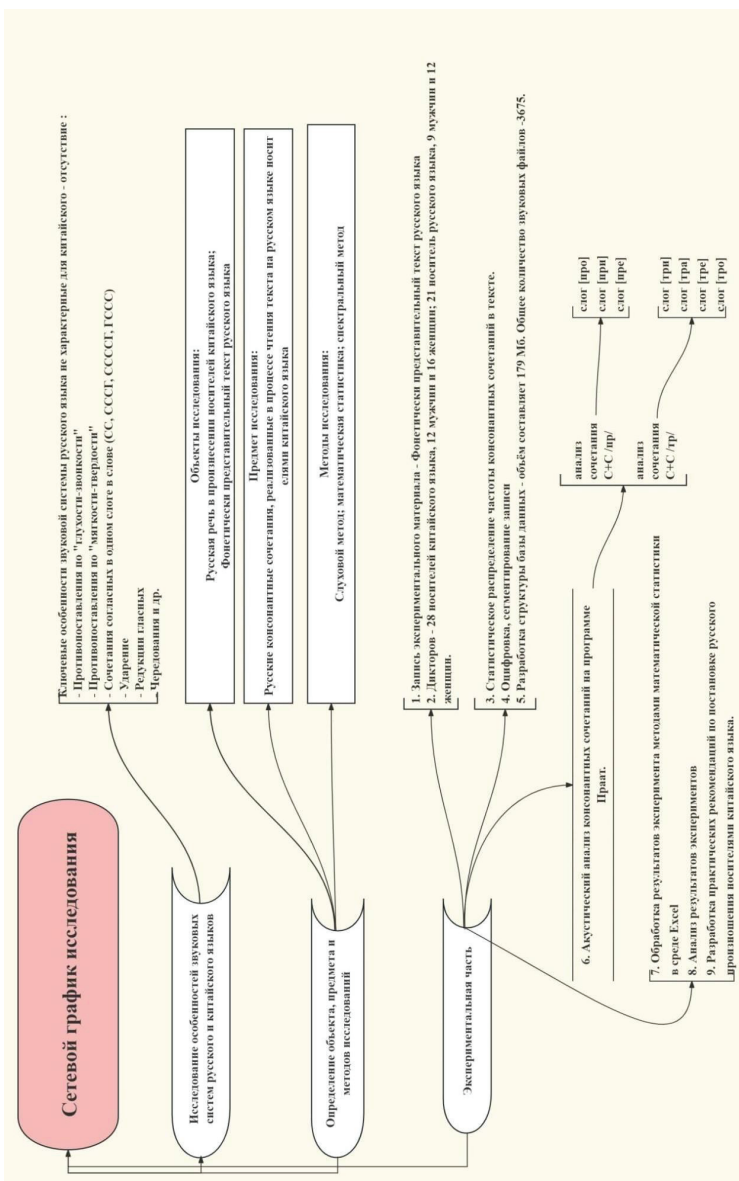 Сетевой график исследования
Исследование особенностей звуковых
систем русского и китайского языков
Ключевые особенности звуковой системы русского языка не характерные для китайского - отсутствие :
- Противопоставления по "глухости-звонкости"
- Противопоставления по "мягкости-твердости"
- Сочетания согласных в одном слоге в слове (СС, СССГ, ССССГ, ГССС)
- Ударение
- Редукции гласных
- Чередования и др.
Определение объекта, предмета и
методов исследований
Объекты исследования:
Русская речь в произнесении носителей китайского языка;
Фонетически представительный текст русского языка
Предмет исследования:
Русские консонантные сочетания, реализованные в процессе чтения текста на русском языке носит
елями китайского языка
Методы исследования:
Слуховой метод; математическая статистика; спектральный метод
Экспериментальная часть
1. Запись экспериментального материала - Фонетически представительный текст русского языка
2. Дикторов - 28 носителей китайского языка, 12 мужчин и 16 женщин; 21 носитель русского языка, 9 мужчин и 12
женщин.
3. Статистическое распределение частоты консонантных сочетаний в тексте.
4. Оцифровка, сегментирование записи
5. Разработка структуры базы данных - объём составляет 179 Мб. Общее количество звуковых файлов -3675.
6. Акустический анализ консонантных сочетаний на программе
Праат.
анализ
сочетания
С+С /пр/
слог [про]
слог [при]
слог [пре]
анализ
сочетания
С+С /тр/
слог [три]
слог [тра]
слог [тре]
слог [тро]
7. Обработка результатов эксперимента методами математической статистики
в среде Excel
8. Анализ результатов экспериментов
9. Разработка практических рекомендаций по постановке русского
произношения носителями китайского языка.